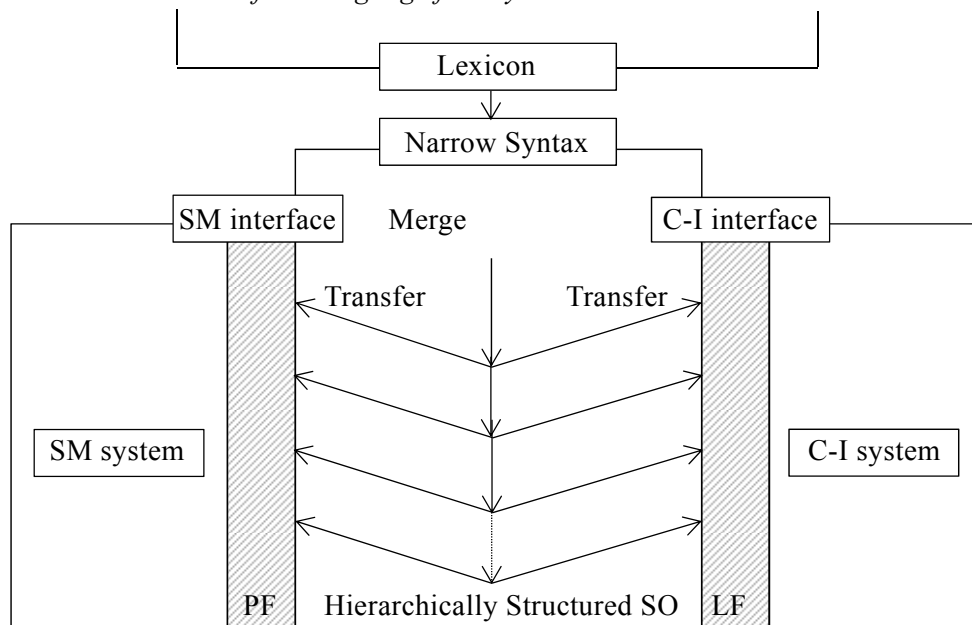 Lexicon
Narrow Syntax
SM interface Merge C-I interface
Transfer Transfer
SM system C-I system
PF Hierarchically Structured SO LF